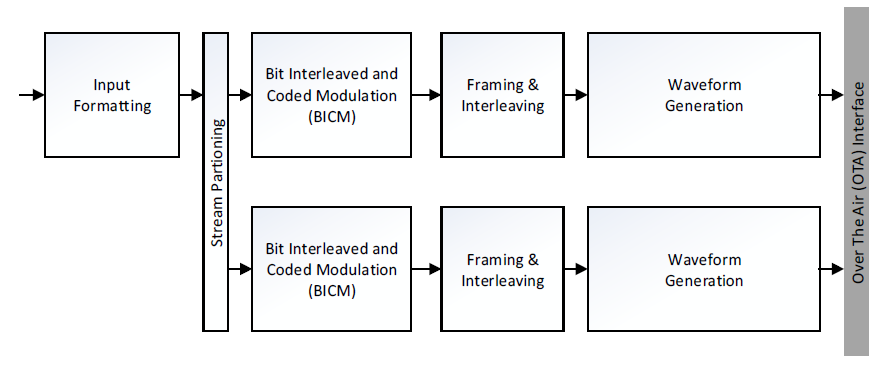 Input
Formatting
Stream Partioning
Bit Interleaved and
Coded Modulation
(BICM)
Framing &
Interleaving
Waveform
Generation
Bit Interleaved and
Coded Modulation
(BICM)
Framing &
Interleaving
Waveform
Generation
Over The Air (OTA) Interface